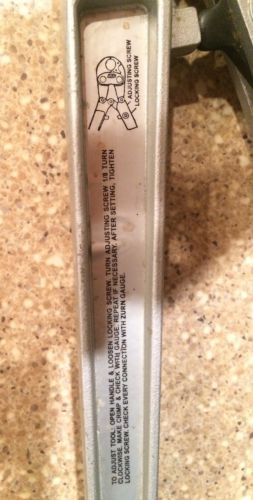 ADJUSTING SCREW
LOCKING SCREW
TO ADJUST TOOL: OPEN HANDLE & LOOSEN LOCKING SCREW. TURN ADJUSTING SCREW 1/8 TURN
CLOCKWISE. MAKE CRIMP & CHECK WITH GAUGE. REPEAT IF NECESSARY. AFTER SETTING, TIGHTEN
LOCKING SCREW. CHECK EVERY CONNECTION WITH ZURN GAUGE.